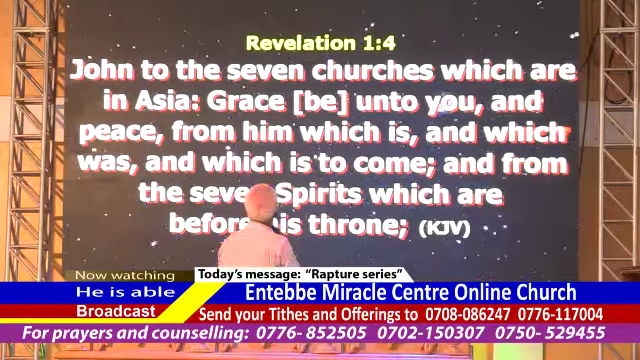 Revelation 1:4
John to the seven churches which are
in Asia: Grace [be] unto you, and
peace, from him which is, and which
was, and which is to come; and from
the seven Spirits which are
before his throne; (KJV)
Now watching
Today's message: "Rapture series"
He is able
Entebbe Miracle Centre Online Church
Broadcast
Send your Tithes and Offerings to 0708-086247 0776-117004
For prayers and counselling: 0776- 852505 0702-150307 0750- 529455